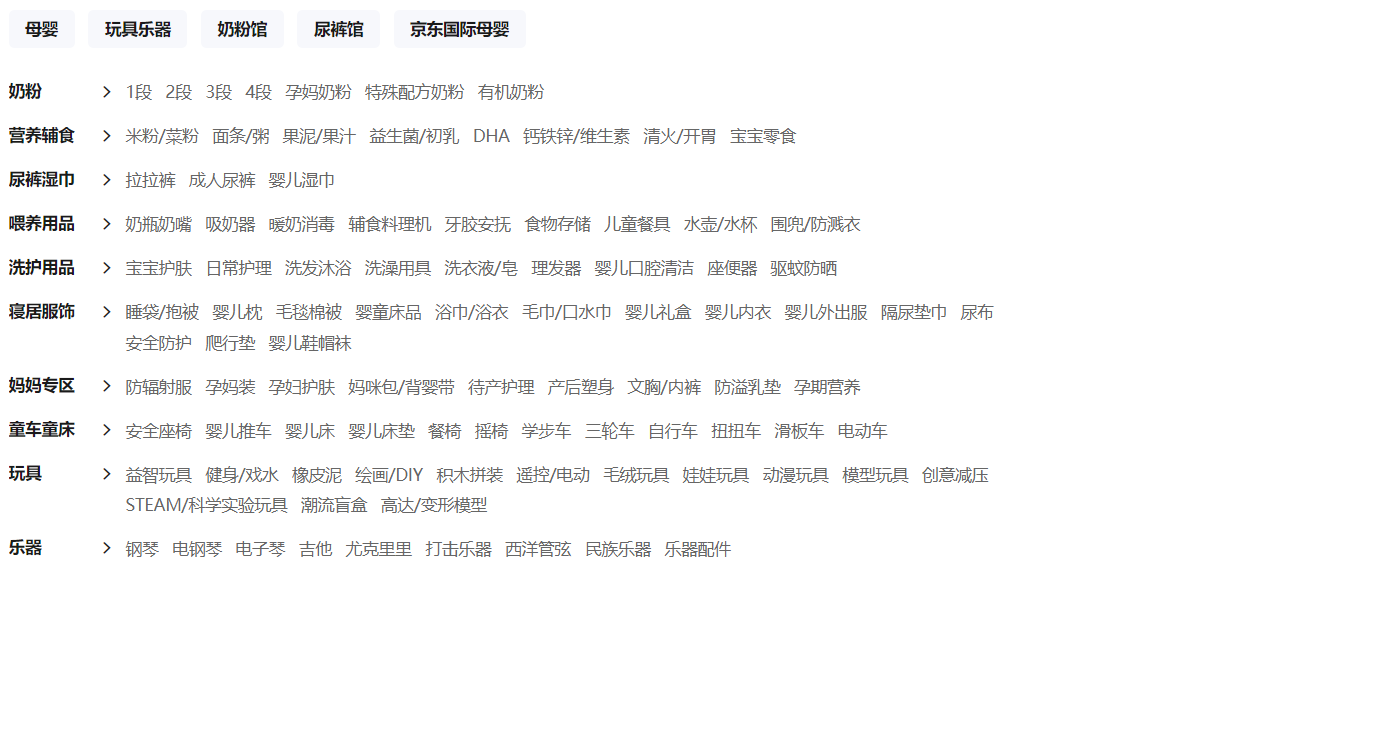 母婴 玩具乐器 奶粉馆 尿裤馆 京东国际母婴
奶粉 1段 2段 3段 4段 孕妈奶粉 特殊配方奶粉 有机奶粉
营养辅食 米粉/菜粉 面条/粥 果泥/果汁 益生菌/初乳 DHA 钙铁锌/维生素 清火/开胃 宝宝零食
尿裤湿巾 拉拉裤 成人尿裤 婴儿湿巾
喂养用品 奶瓶奶嘴 吸奶器 暖奶消毒 辅食料理机 牙胶安抚 食物存储 儿童餐具 水壶/水杯 围兜/防溅衣
洗护用品 宝宝护肤 日常护理 洗发沐浴 洗澡用具 洗衣液/皂 理发器 婴儿口腔清洁 座便器 驱蚊防晒
寝居服饰 睡袋/抱被 婴儿枕 毛毯棉被 婴童床品 浴巾/浴衣 毛巾/口水巾 婴儿礼盒 婴儿内衣 婴儿外出服 隔尿垫巾 尿布
安全防护 爬行垫 婴儿鞋帽袜
妈妈专区 防辐射服 孕妈装 孕妇护肤 妈咪包/背婴带 待产护理 产后塑身 文胸/内裤 防溢乳垫 孕期营养
童车童床 安全座椅 婴儿推车 婴儿床 婴儿床垫 餐椅 摇椅 学步车 三轮车 自行车 扭扭车 滑板车 电动车
玩具 益智玩具 健身/戏水 橡皮泥 绘画/DIY 积木拼装 遥控/电动 毛绒玩具 娃娃玩具 动漫玩具 模型玩具 创意减压
STEAM/科学实验玩具 潮流盲盒 高达/变形模型
乐器 钢琴 电钢琴 电子琴 吉他 尤克里里 打击乐器 西洋管弦 民族乐器 乐器配件